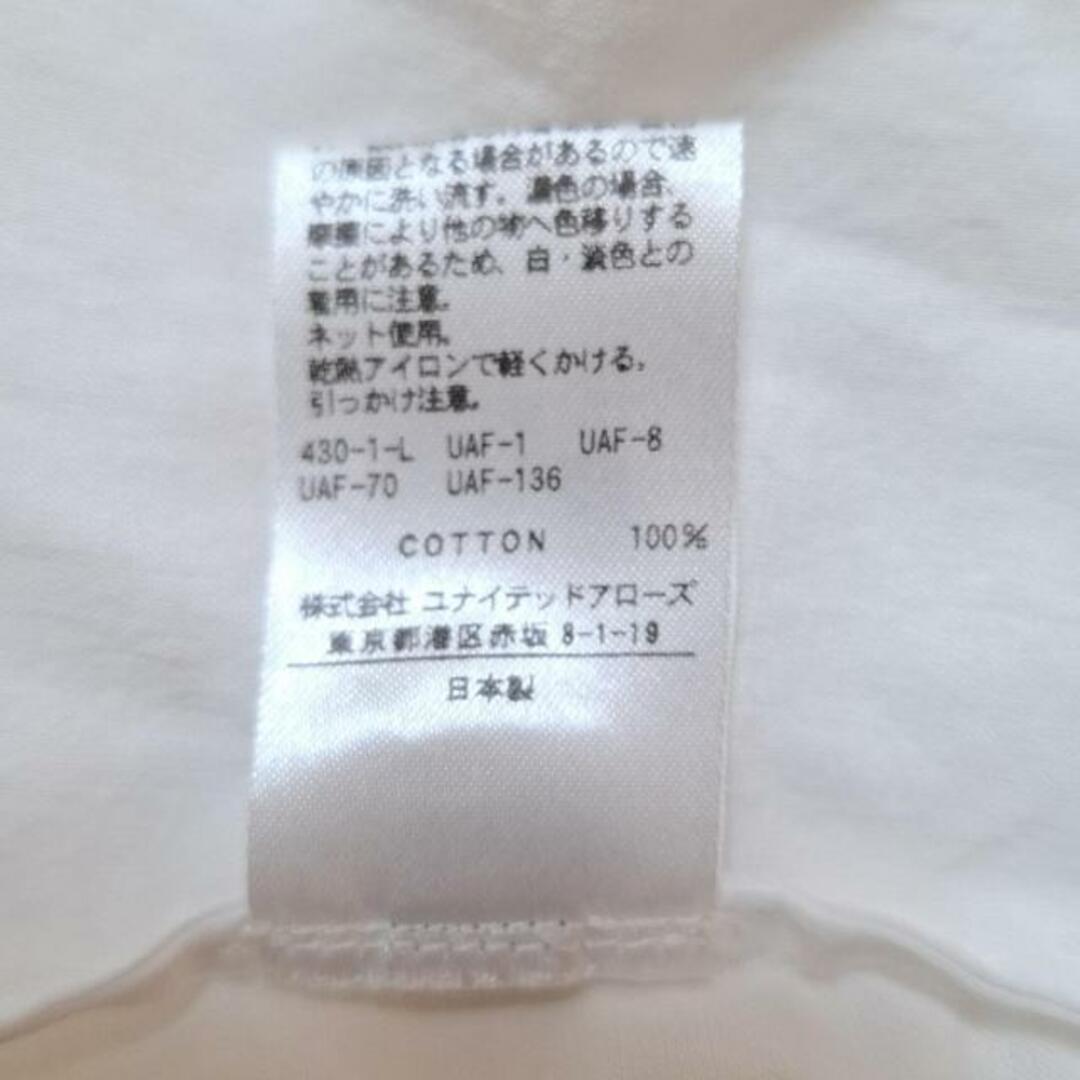 の原因となる場合があるので速
やかに洗い流す。濃色の場合、
摩擦により他の物へ色移りする
ことがあるため、白・淡色との
着用に注意。
ネット使用。
乾熱アイロンで軽くかける。
引っかけ注意。
430-1-L UAF-1 UAF-8
UAF-70 UAF-136
COTTON 100%
株式会社 ユナイテッドアローズ
東京都港区赤坂 8-1-19
日本製